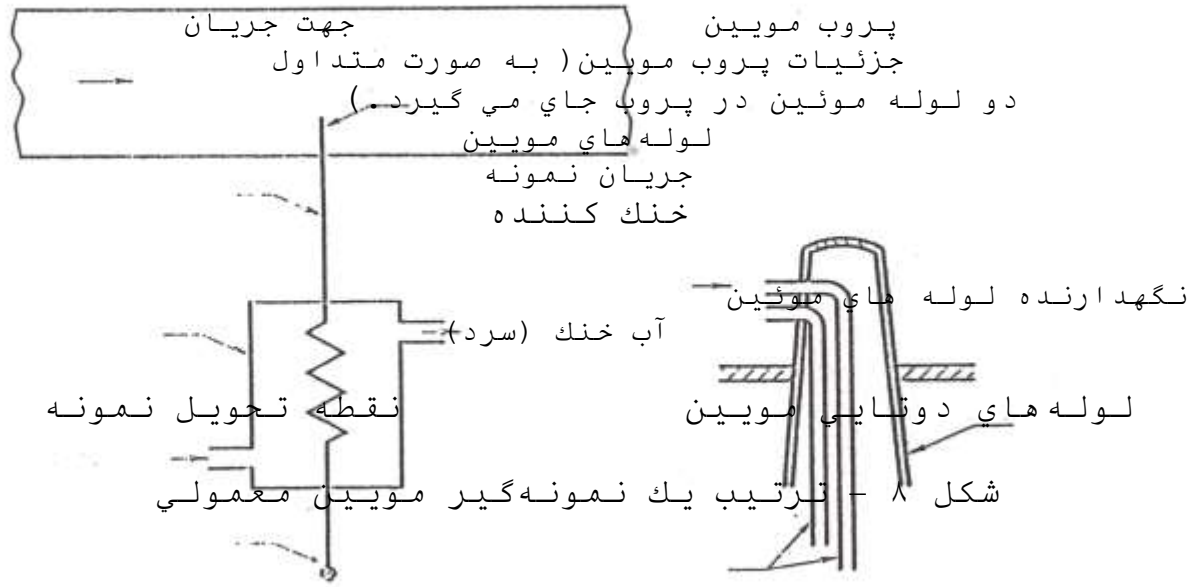 پروب مويين
جهت جريان
جزئيات پروب مويين( به صورت متداول
دو لوله موئين در پروب جاي مي گيرد.)
لوله‌هاي مويين
جريان نمونه
خنك كننده
نگهدارنده لوله هاي موئين
آب خنك (سرد)
لوله‌هاي دوتايي مويين
نقطه تحويل نمونه
شكل ۸ – ترتيب يك نمونه‌گير مويين معمولي